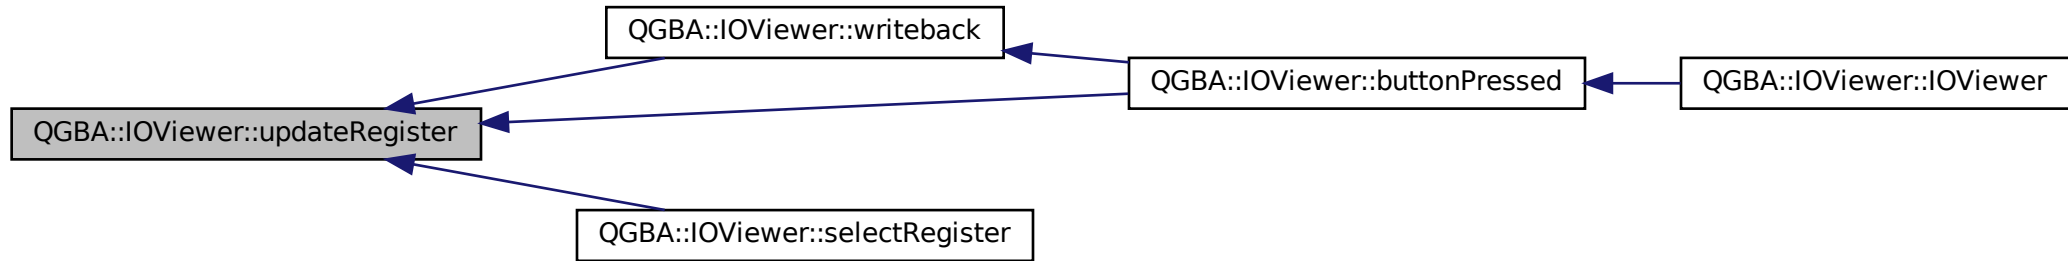 QGBA::IOViewer::writeback
QGBA::IOViewer::buttonPressed
QGBA::IOViewer::IOViewer
QGBA::IOViewer::updateRegister
QGBA::IOViewer::selectRegister